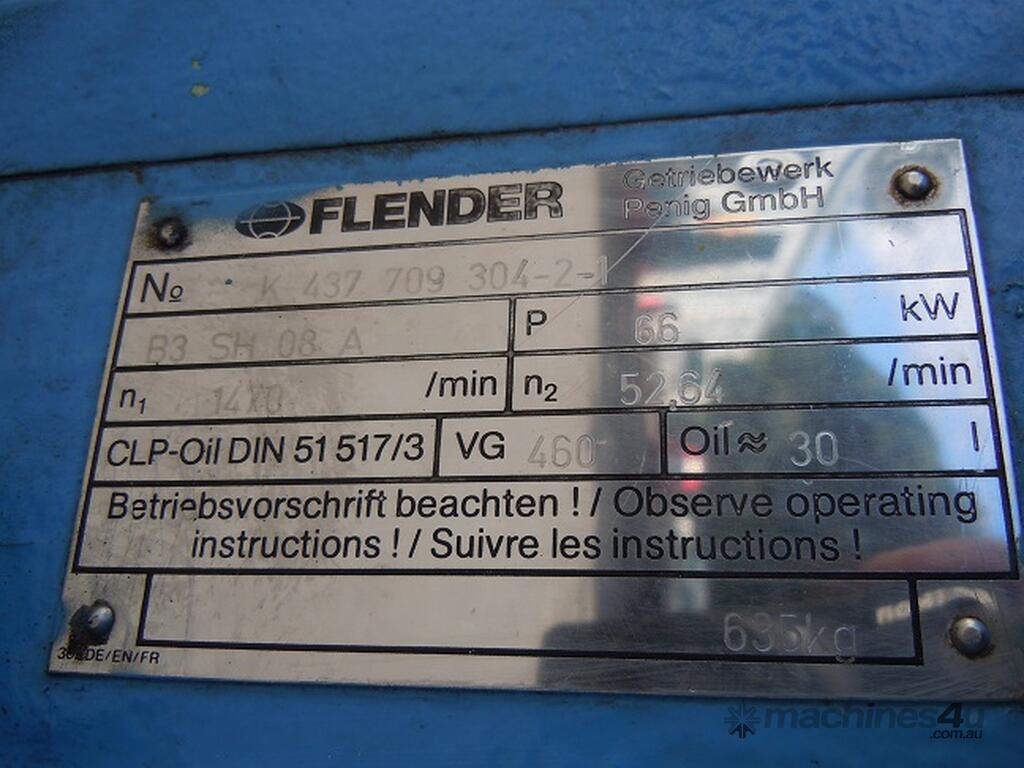 FLENDER Getriebewerk
Penig GmbH
No K 437 709 304-2-1
B3 SH 08 A P 66 kW
n1 /min n2 52,64 /min
CLP-Oil DIN 51 517/3 VG 460 Oil ≈ 30 l
Betriebsvorschrift beachten ! / Observe operating
instructions ! / Suivre les instructions !
635kg
DE/EN/FR
machines4u
.com.au